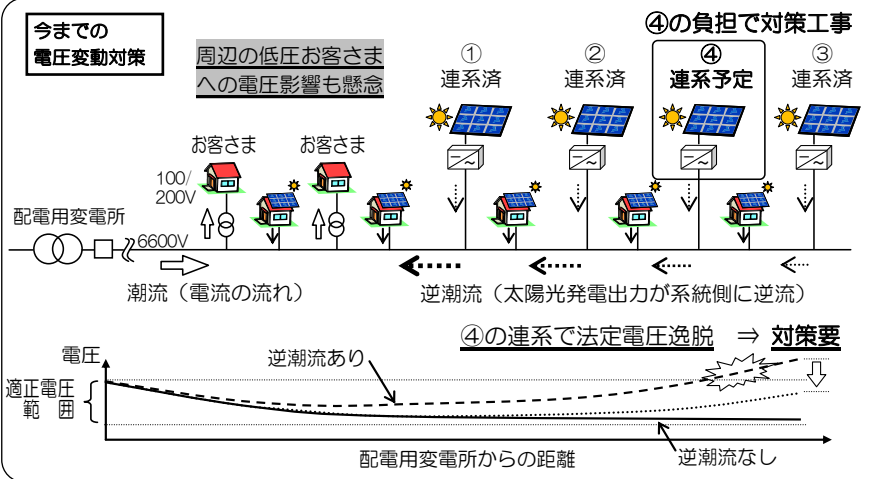 今までの
電圧変動対策
周辺の低圧お客さま
への電圧影響も懸念
④の負担で対策工事
①
連系済
②
連系済
④
連系予定
③
連系済
お客さま
お客さま
100/
200V
配電用変電所
6600V
潮流（電流の流れ）
逆潮流（太陽光発電出力が系統側に逆流）
④の連系で法定電圧逸脱 ⇒ 対策要
電圧
逆潮流あり
適正電圧
範囲
配電用変電所からの距離
逆潮流なし